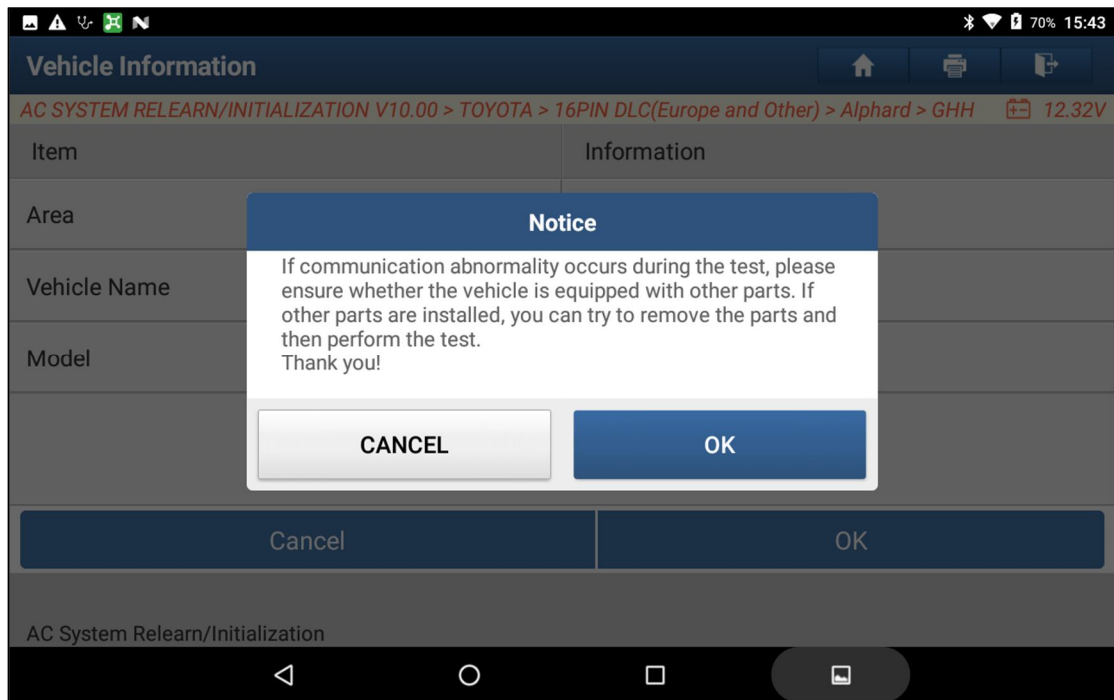 70% 15:43
Vehicle Information
AC SYSTEM RELEARN/INITIALIZATION V10.00 > TOYOTA > 16PIN DLC(Europe and Other) > Alphard > GHH 12.32V
Item Information
Area
Notice
If communication abnormality occurs during the test, please
ensure whether the vehicle is equipped with other parts. If
other parts are installed, you can try to remove the parts and
then perform the test.
Thank you!
Vehicle Name
Model
CANCEL OK
Cancel OK
AC System Relearn/Initialization